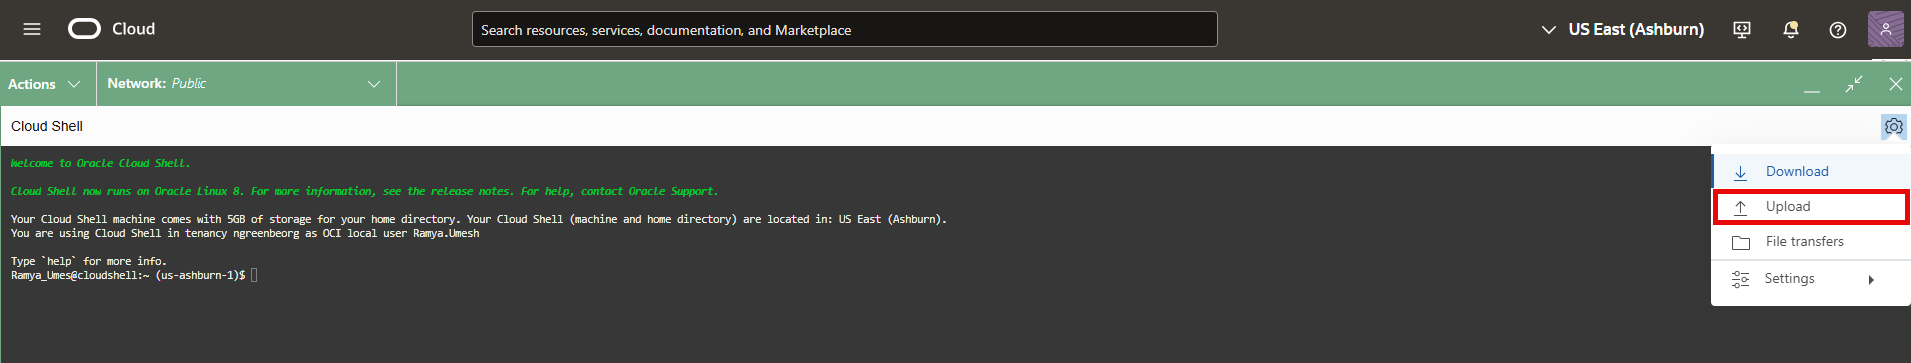 Cloud
Search resources, services, documentation, and Marketplace
US East (Ashburn)
Actions
Network: Public
Cloud Shell
Welcome to Oracle Cloud Shell.
Cloud Shell now runs on Oracle Linux 8. For more information, see the release notes. For help, contact Oracle Support.
Your Cloud Shell machine comes with 5GB of storage for your home directory. Your Cloud Shell (machine and home directory) are located in: US East (Ashburn).
You are using Cloud Shell in tenancy ngreenbeorg as OCI local user Ramya.Umesh
Type `help` for more info.
Ramya_Umes@cloudshell:~ (us-ashburn-1)$
Download
Upload
File transfers
Settings